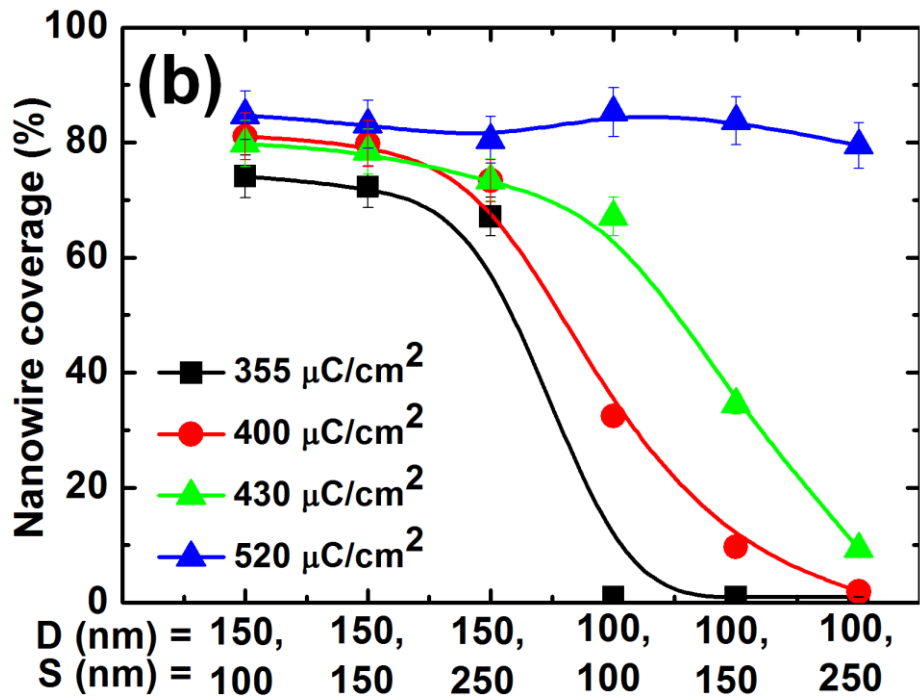 100
(b)
80
60
40
20
0
Nanowire coverage (%)
355 μC/cm²
400 μC/cm²
430 μC/cm²
520 μC/cm²
D (nm) = 150, 150, 150, 100, 100, 100,
S (nm) = 100 150 250 100 150 250